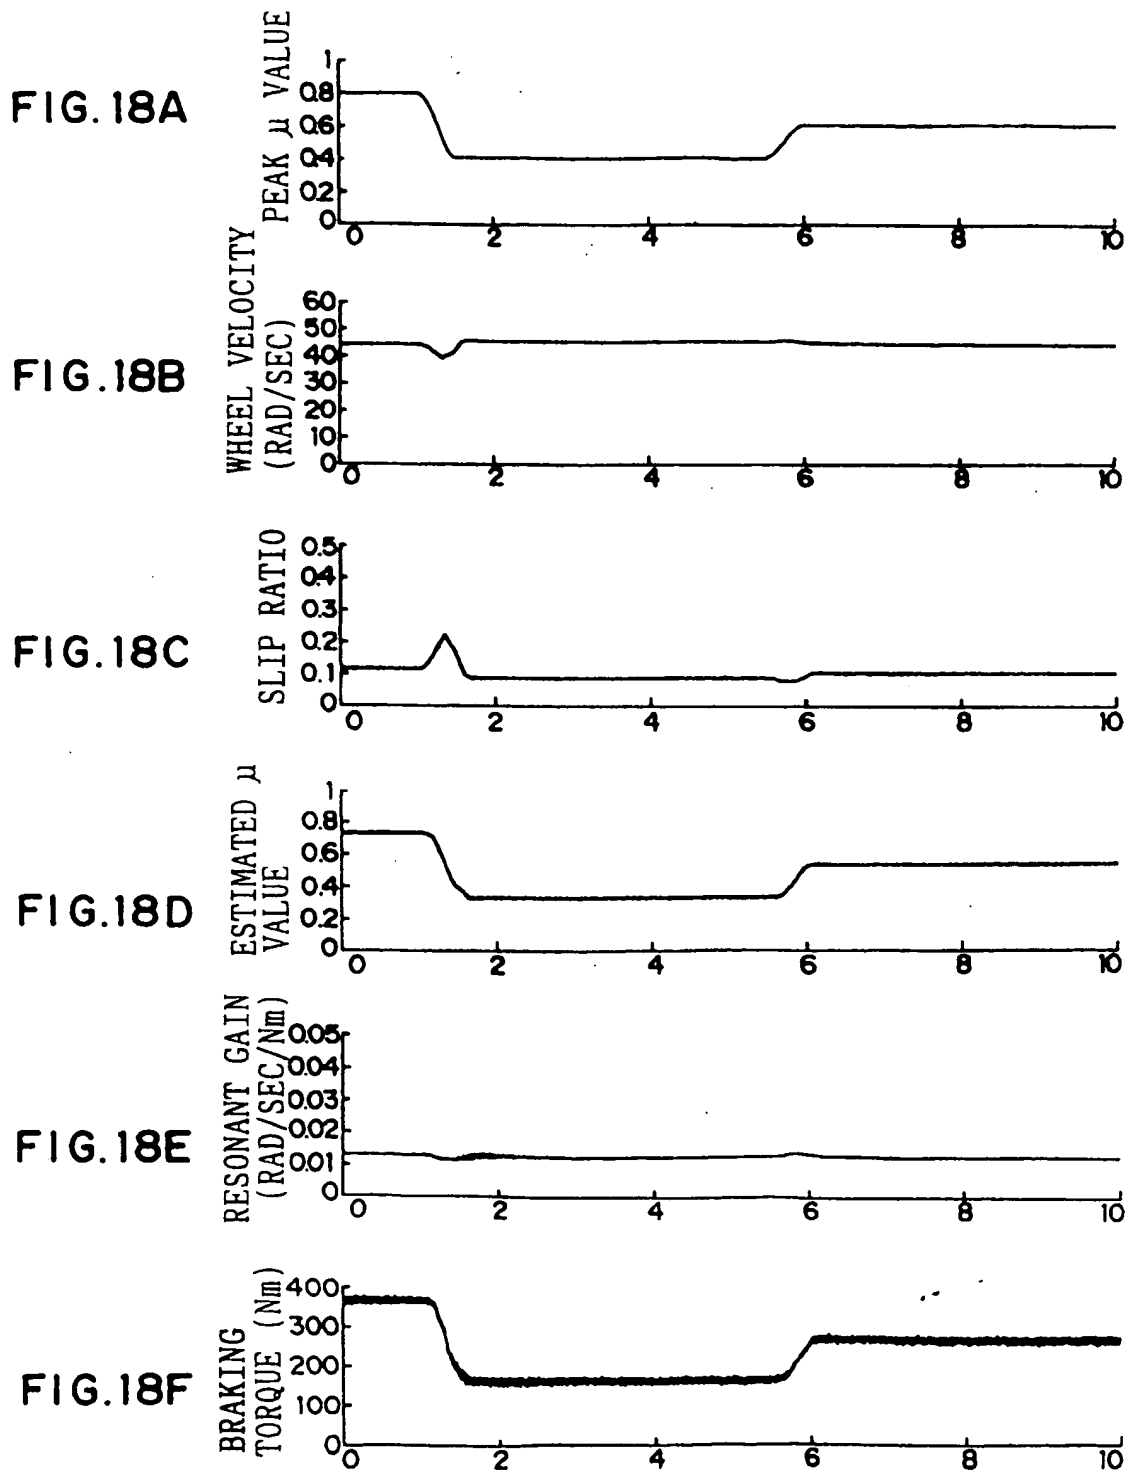 FIG.18A
PEAK μ VALUE
1
0.8
0.6
0.4
0.2
0
0 2 4 6 8 10
FIG.18B
WHEEL VELOCITY
(RAD/SEC)
60
50
40
30
20
10
0
0 2 4 6 8 10
FIG.18C
SLIP RATIO
0.5
0.4
0.3
0.2
0.1
0
0 2 4 6 8 10
FIG.18D
ESTIMATED μ
VALUE
1
0.8
0.6
0.4
0.2
0
0 2 4 6 8 10
FIG.18E
RESONANT GAIN
(RAD/SEC/Nm)
0.05
0.04
0.03
0.02
0.01
0
0 2 4 6 8 10
FIG.18F
BRAKING
TORQUE (Nm)
400
300
200
100
0
0 2 4 6 8 10